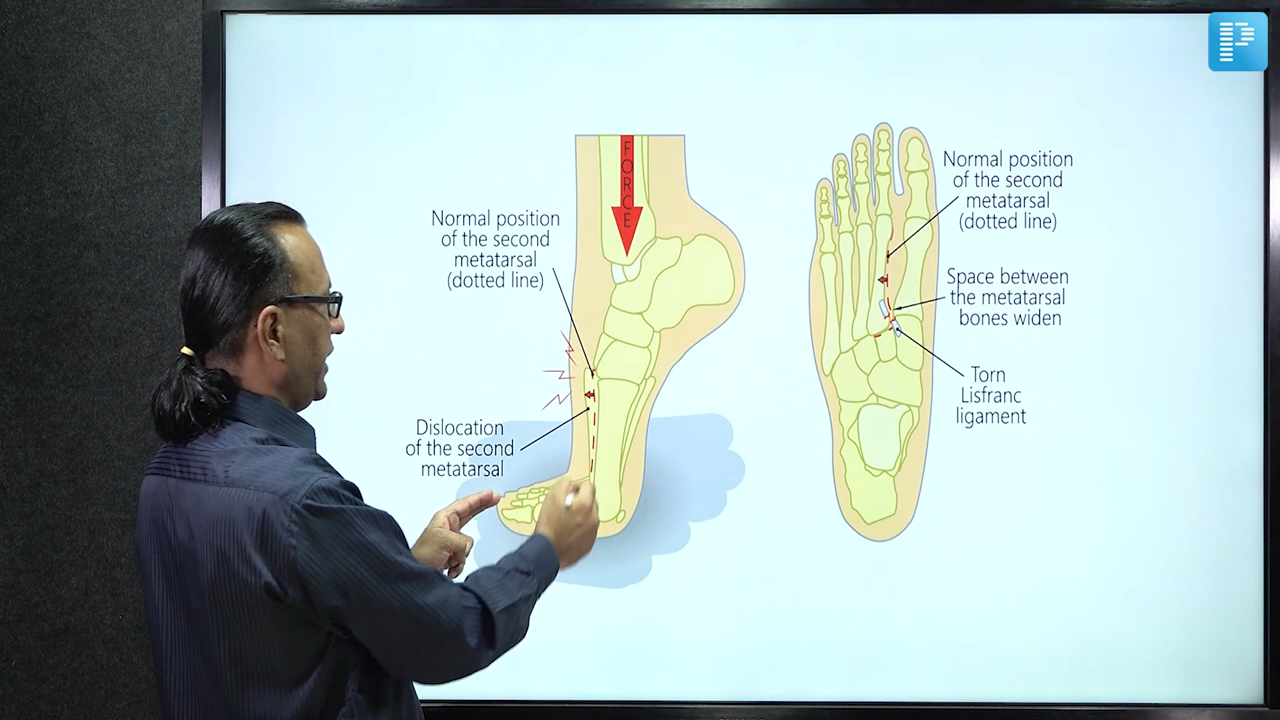 P
FORCE
Normal position
of the second
metatarsal
(dotted line)
Dislocation
of the second
metatarsal
Normal position
of the second
metatarsal
(dotted line)
Space between
the metatarsal
bones widen
Torn
Lisfranc
ligament